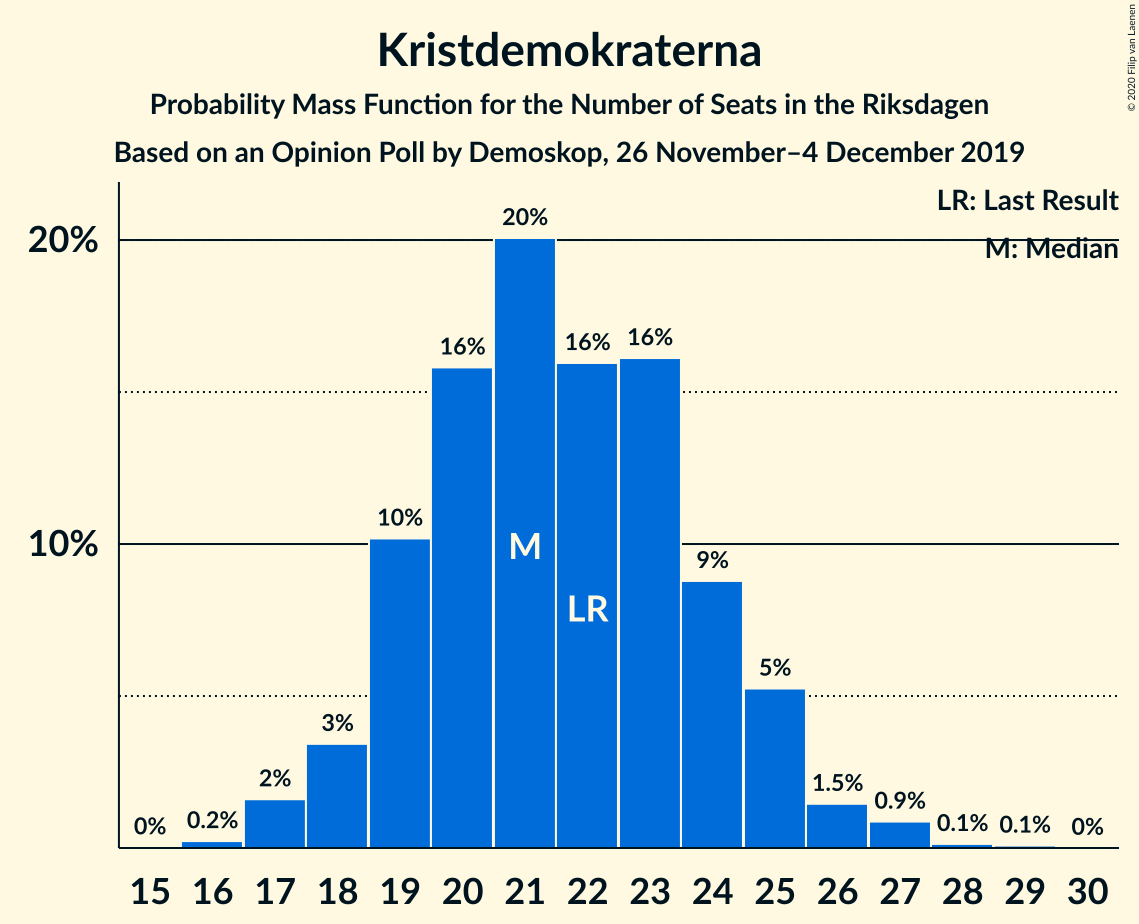 Kristdemokraterna
Probability Mass Function for the Number of Seats in the Riksdagen
Based on an Opinion Poll by Demoskop, 26 November–4 December 2019
© 2020 Filip van Laenen
LR: Last Result
M: Median
20%
10%
0%
0.2%
2%
3%
10%
16%
20%
16%
16%
9%
5%
1.5%
0.9%
0.1%
0.1%
0%
M
LR
15 16 17 18 19 20 21 22 23 24 25 26 27 28 29 30